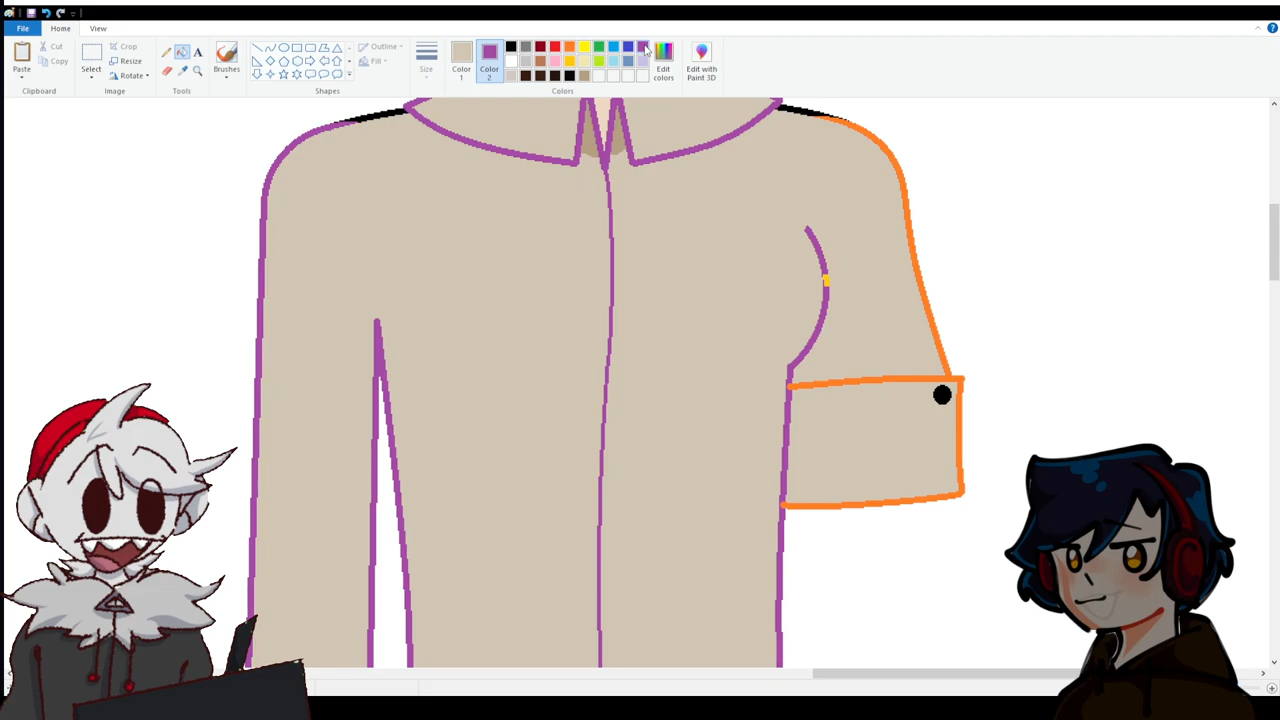 File Home View
Paste
Cut
Copy
Clipboard
Select
Crop
Resize
Rotate
Image
A
Tools
Brushes
Outline
Fill
Shapes
Size
Color 1
Color 2
Colors
Edit colors
Edit with Paint 3D